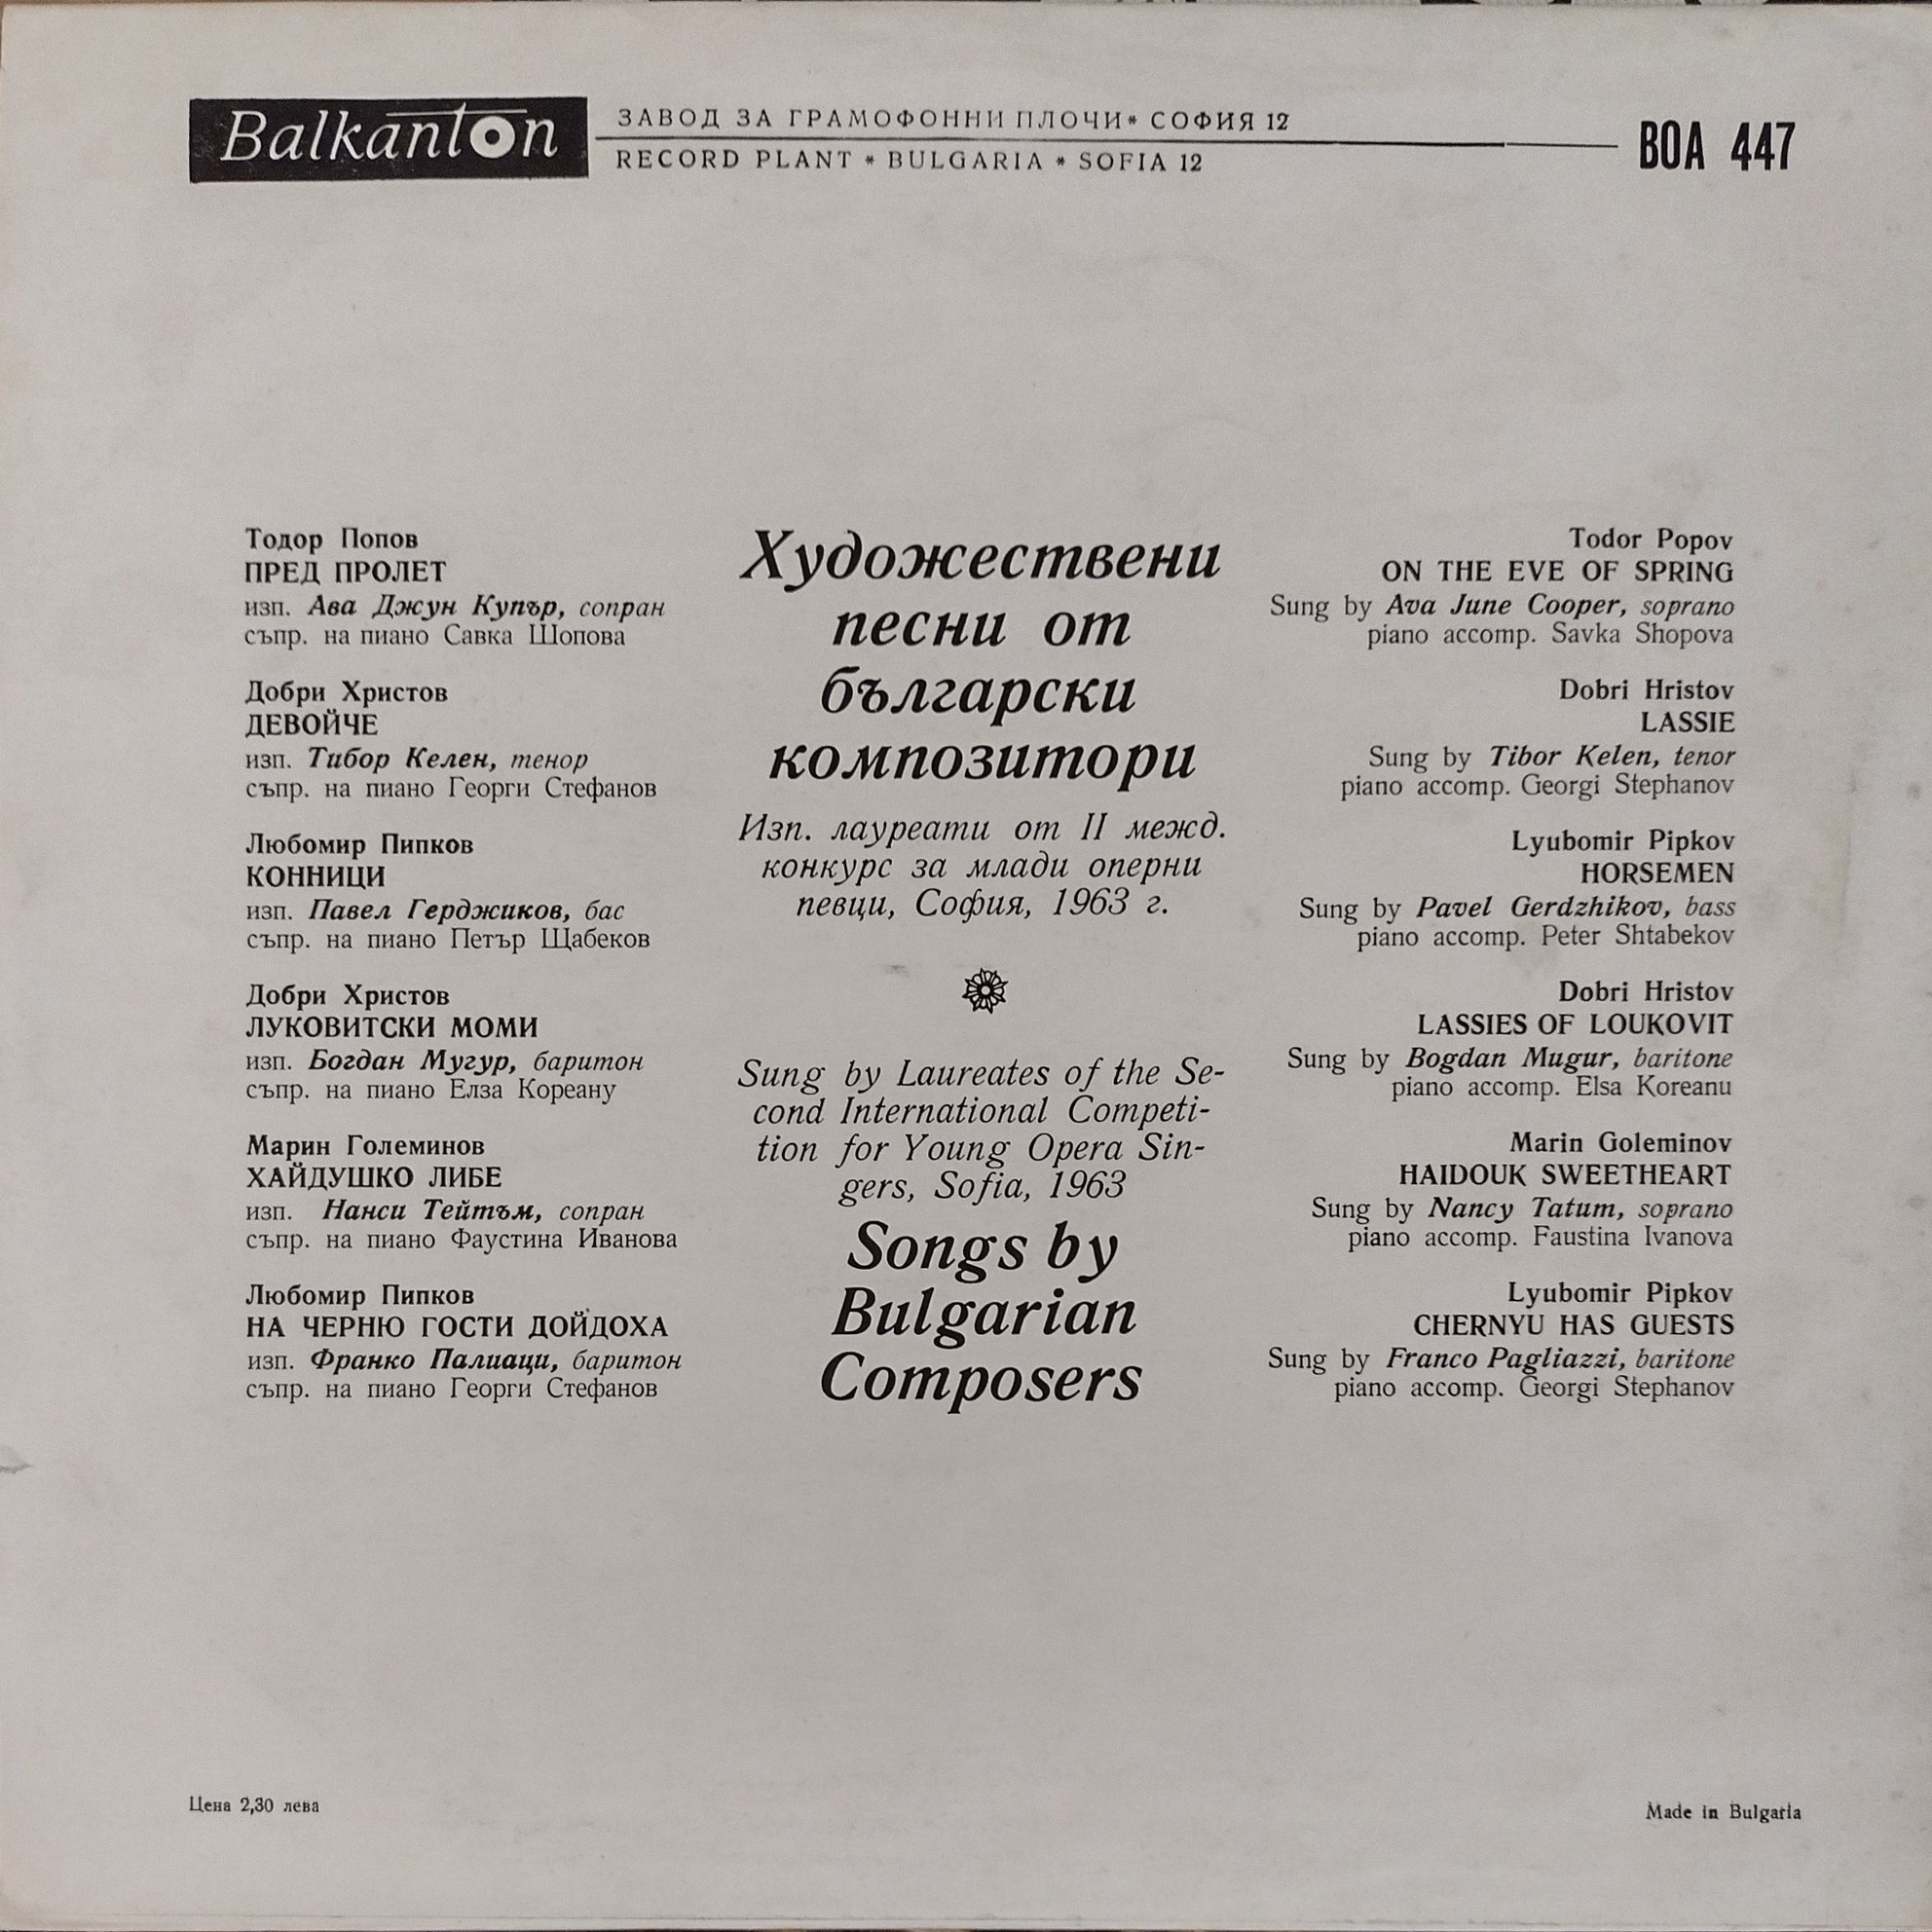 Balkanton
ЗАВОД ЗА ГРАМОФОННИ ПЛОЧИ * СОФИЯ 12
RECORD PLANT * BULGARIA * SOFIA 12
ВОА 447
Тодор Попов
ПРЕД ПРОЛЕТ
изп. Ава Джун Купър, сопран
съпр. на пиано Савка Шопова
Добри Христов
ДЕВОЙЧЕ
изп. Тибор Келен, тенор
съпр. на пиано Георги Стефанов
Любомир Пипков
КОННИЦИ
изп. Павел Герджиков, бас
съпр. на пиано Петър Щабеков
Добри Христов
ЛУКОВИТСКИ МОМИ
изп. Богдан Мугур, баритон
съпр. на пиано Елза Кореану
Марин Големинов
ХАЙДУШКО ЛИБЕ
изп. Нанси Тейтъм, сопран
съпр. на пиано Фаустина Иванова
Любомир Пипков
НА ЧЕРНЮ ГОСТИ ДОЙДОХА
изп. Франко Палиаци, баритон
съпр. на пиано Георги Стефанов
Художествени
песни от
български
композитори
Изп. лауреати от II межд.
конкурс за млади оперни
певци, София, 1963 г.
Sung by Laureates of the Se-
cond International Competi-
tion for Young Opera Sin-
gers, Sofia, 1963
Songs by
Bulgarian
Composers
Todor Popov
ON THE EVE OF SPRING
Sung by Ava June Cooper, soprano
piano accomp. Savka Shopova
Dobri Hristov
LASSIE
Sung by Tibor Kelen, tenor
piano accomp. Georgi Stephanov
Lyubomir Pipkov
HORSEMEN
Sung by Pavel Gerdzhikov, bass
piano accomp. Peter Shtabekov
Dobri Hristov
LASSIES OF LOUKOVIT
Sung by Bogdan Mugur, baritone
piano accomp. Elsa Koreanu
Marin Goleminov
HAIDOUK SWEETHEART
Sung by Nancy Tatum, soprano
piano accomp. Faustina Ivanova
Lyubomir Pipkov
CHERNYU HAS GUESTS
Sung by Franco Pagliazzi, baritone
piano accomp. Georgi Stephanov
Цена 2,30 лева
Made in Bulgaria